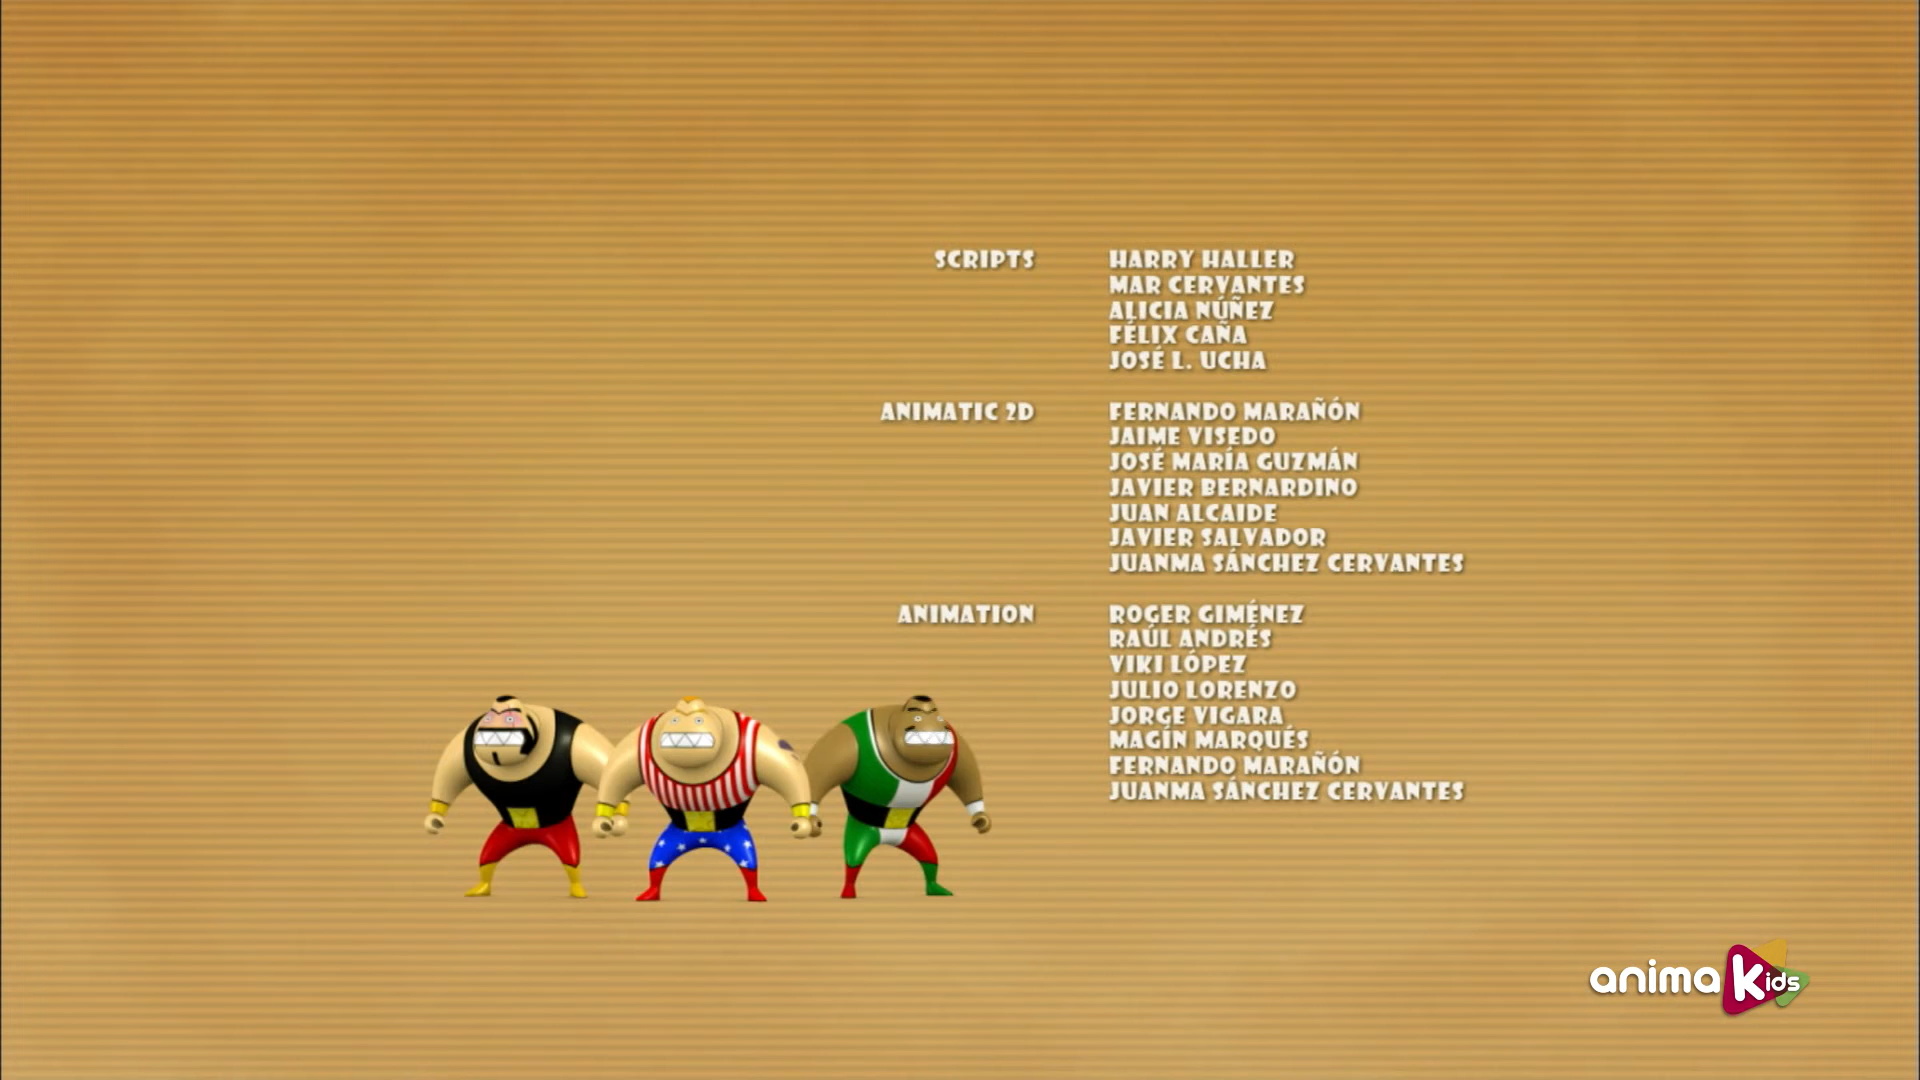 SCRIPTS HARRY HALLER
MAR CERVANTES
ALICIA NÚÑEZ
FÉLIX CAÑA
JOSÉ L. UCHA
ANIMATIC 2D FERNANDO MARAÑÓN
JAIME VISEDO
JOSÉ MARÍA GUZMÁN
JAVIER BERNARDINO
JUAN ALCAIDE
JAVIER SALVADOR
JUANMA SÁNCHEZ CERVANTES
ANIMATION ROGER GIMÉNEZ
RAÚL ANDRÉS
VIKI LÓPEZ
JULIO LORENZO
JORGE VIGARA
MAGÍN MARQUÉS
FERNANDO MARAÑÓN
JUANMA SÁNCHEZ CERVANTES
anima Kids